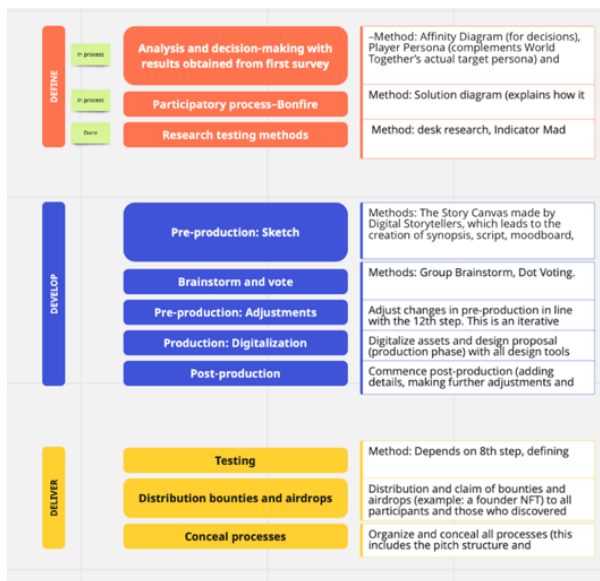 DEFINE
In process
Analysis and decision-making with
results obtained from first survey
–Method: Affinity Diagram (for decisions),
Player Persona (complements World
Together's actual target persona) and
In process
Participatory process–Bonfire
Method: Solution diagram (explains how it
Done
Research testing methods
Method: desk research, Indicator Mad
DEVELOP
Pre-production: Sketch
Methods: The Story Canvas made by
Digital Storytellers, which leads to the
creation of synopsis, script, moodboard,
Brainstorm and vote
Methods: Group Brainstorm, Dot Voting.
Pre-production: Adjustments
Adjust changes in pre-production in line
with the 12th step. This is an iterative
Production: Digitalization
Digitalize assets and design proposal
(production phase) with all design tools
Post-production
Commence post-production (adding
details, making further adjustments and
DELIVER
Testing
Method: Depends on 8th step, defining
Distribution bounties and airdrops
Distribution and claim of bounties and
airdrops (example: a founder NFT) to all
participants and those who discovered
Conceal processes
Organize and conceal all processes (this
includes the pitch structure and